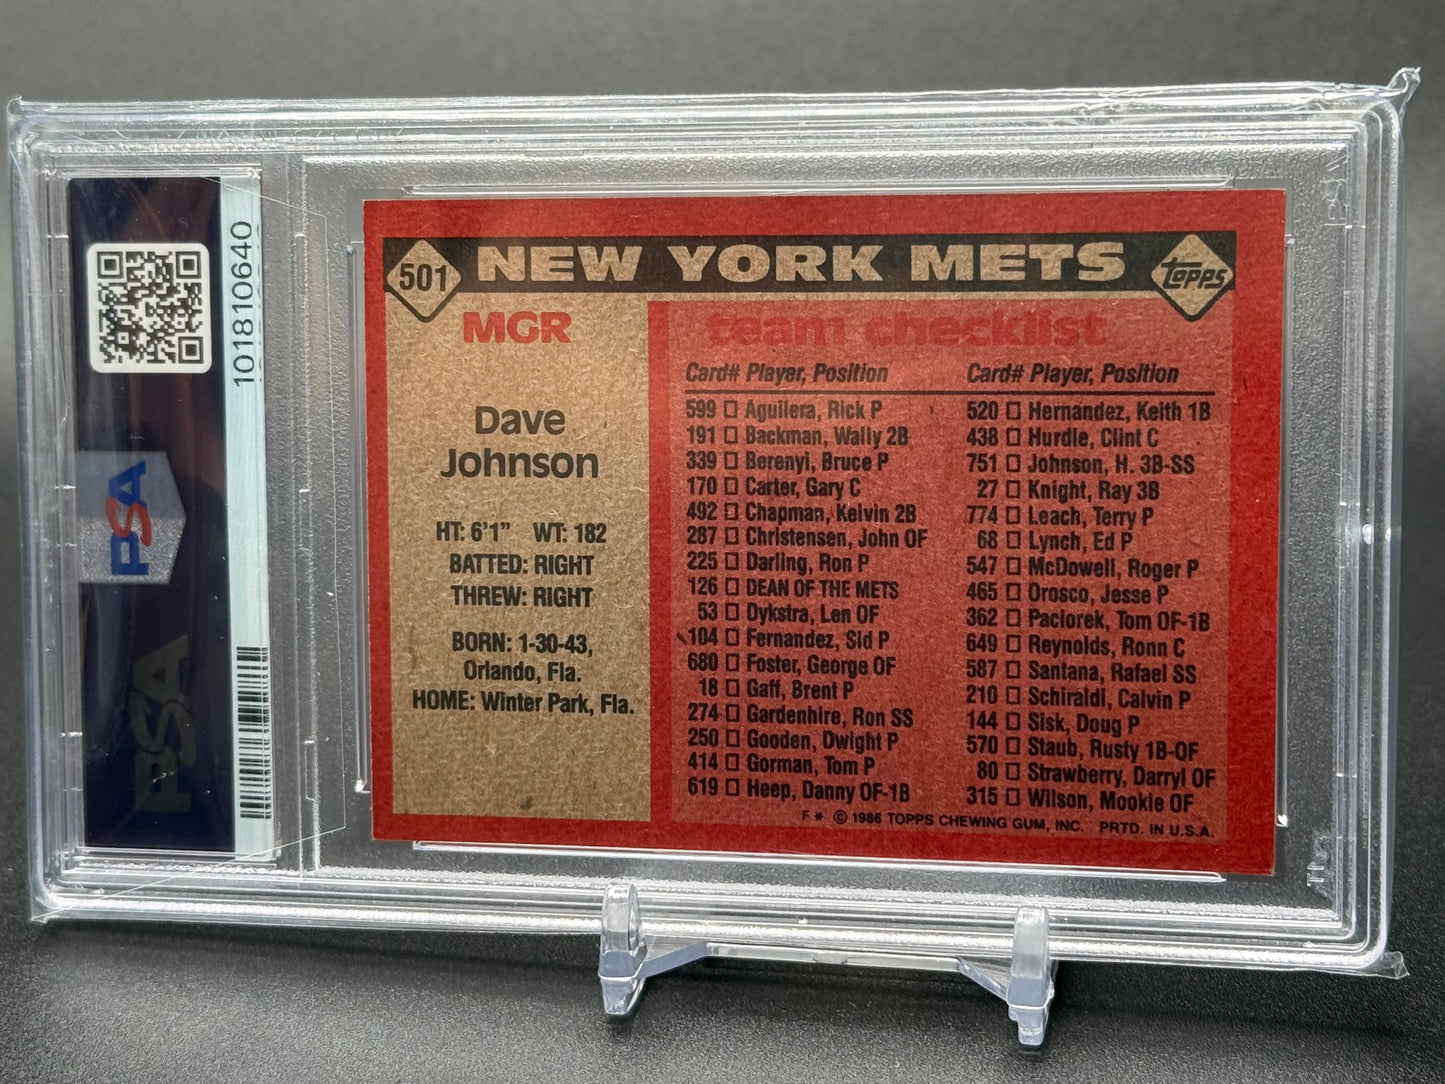 101810640
PSA
PSA
501
NEW YORK METS
topps
MGR
Dave
Johnson
HT: 6'1" WT: 182
BATTED: RIGHT
THREW: RIGHT
BORN: 1-30-43,
Orlando, Fla.
HOME: Winter Park, Fla.
team checklist
Card# Player, Position
599 □ Aguilera, Rick P
191 □ Backman, Wally 2B
339 □ Berenyi, Bruce P
170 □ Carter, Gary C
492 □ Chapman, Kelvin 2B
287 □ Christensen, John OF
225 □ Darling, Ron P
126 □ DEAN OF THE METS
53 □ Dykstra, Len OF
104 □ Fernandez, Sid P
680 □ Foster, George OF
18 □ Gaff, Brent P
274 □ Gardenhire, Ron SS
250 □ Gooden, Dwight P
414 □ Gorman, Tom P
619 □ Heep, Danny OF-1B
Card# Player, Position
520 □ Hernandez, Keith 1B
438 □ Hurdle, Clint C
751 □ Johnson, H. 3B-SS
27 □ Knight, Ray 3B
774 □ Leach, Terry P
68 □ Lynch, Ed P
547 □ McDowell, Roger P
465 □ Orosco, Jesse P
362 □ Paciorek, Tom OF-1B
649 □ Reynolds, Ronn C
587 □ Santana, Rafael SS
210 □ Schiraldi, Calvin P
144 □ Sisk, Doug P
570 □ Staub, Rusty 1B-OF
80 □ Strawberry, Darryl OF
315 □ Wilson, Mookie OF
F * © 1986 TOPPS CHEWING GUM, INC. PRTD. IN U.S.A.